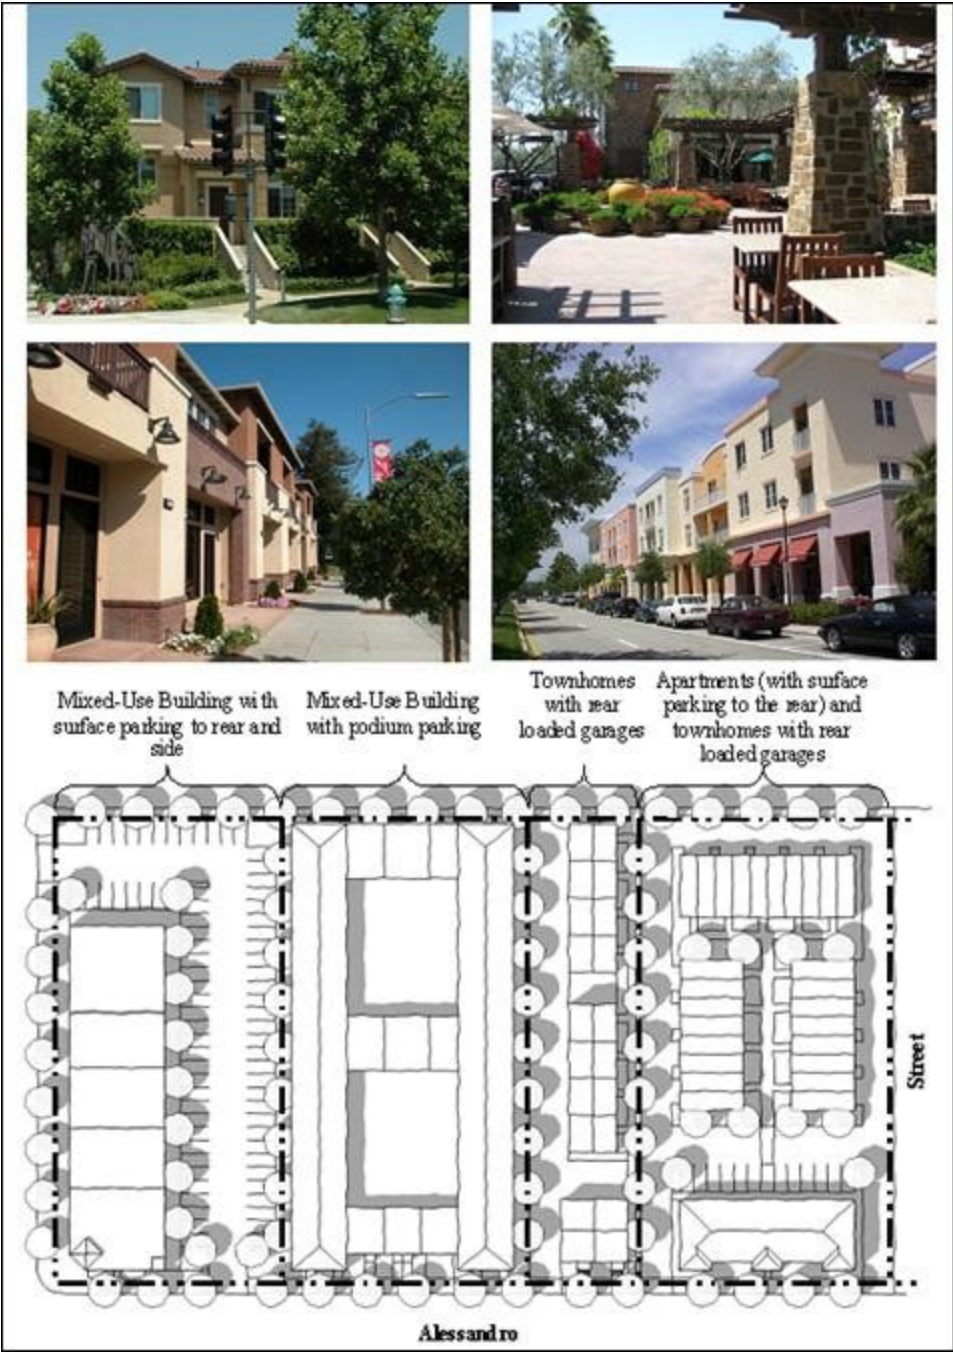 Mixed-Use Building with
surface parking to rear and
side
Mixed-Use Building
with podium parking
Townhomes
with rear
loaded garages
Apartments (with surface
parking to the rear) and
townhomes with rear
loaded garages
Street
Alessandro